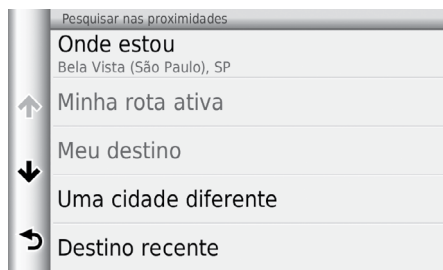 Pesquisar nas proximidades
Onde estou
Bela Vista (São Paulo), SP
Minha rota ativa
Meu destino
Uma cidade diferente
Destino recente